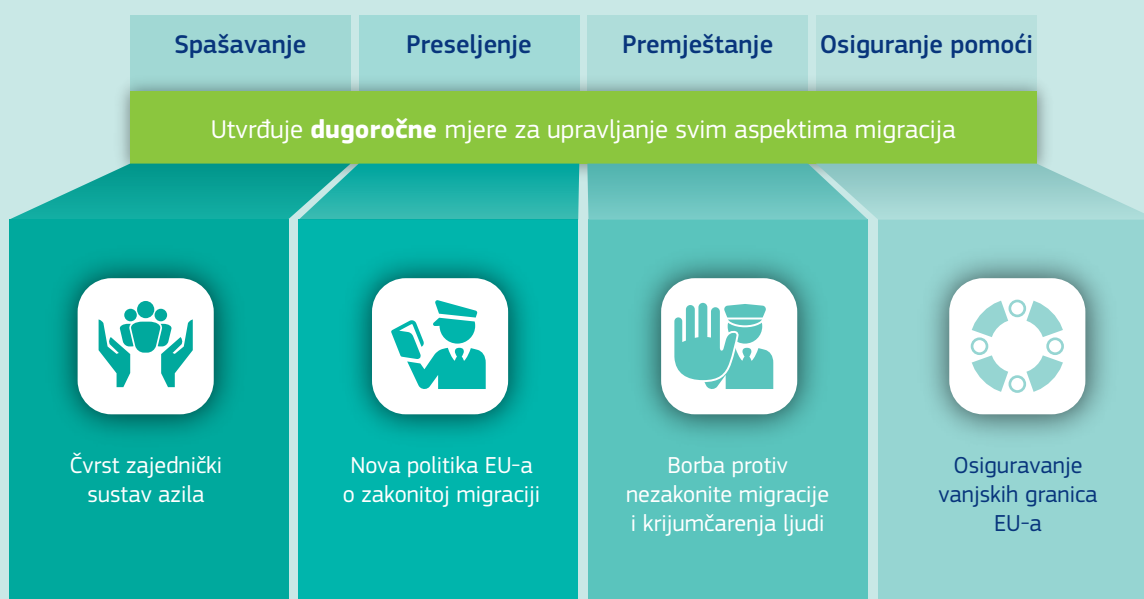 Spašavanje
Preseljenje
Premještanje
Osiguranje pomoći
Utvrđuje dugoročne mjere za upravljanje svim aspektima migracija
Čvrst zajednički
sustav azila
Nova politika EU-a
o zakonitoj migraciji
Borba protiv
nezakonite migracije
i krijumčarenja ljudi
Osiguravanje
vanjskih granica
EU-a